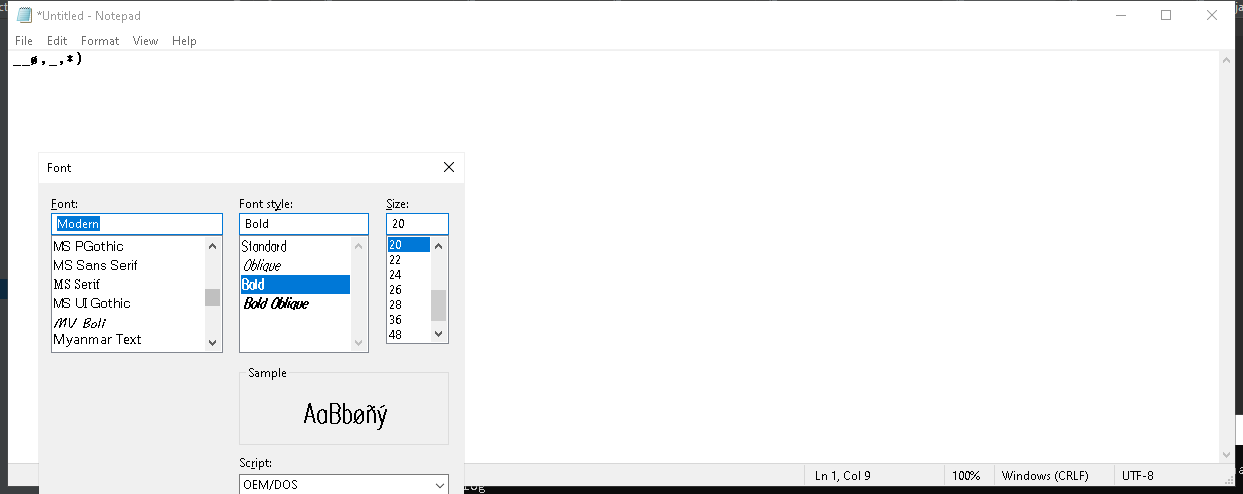 *Untitled - Notepad
File Edit Format View Help
__ø,_,*)
Font
Font: Font style: Size:
Modern Bold 20
MS PGothic Standard 20
MS Sans Serif Oblique 22
MS Serif Bold 24
MS UI Gothic Bold Oblique 26
MV Boli 28
Myanmar Text 36
48
Sample
AaBbøñý
Script:
OEM/DOS
Ln 1, Col 9 100% Windows (CRLF) UTF-8